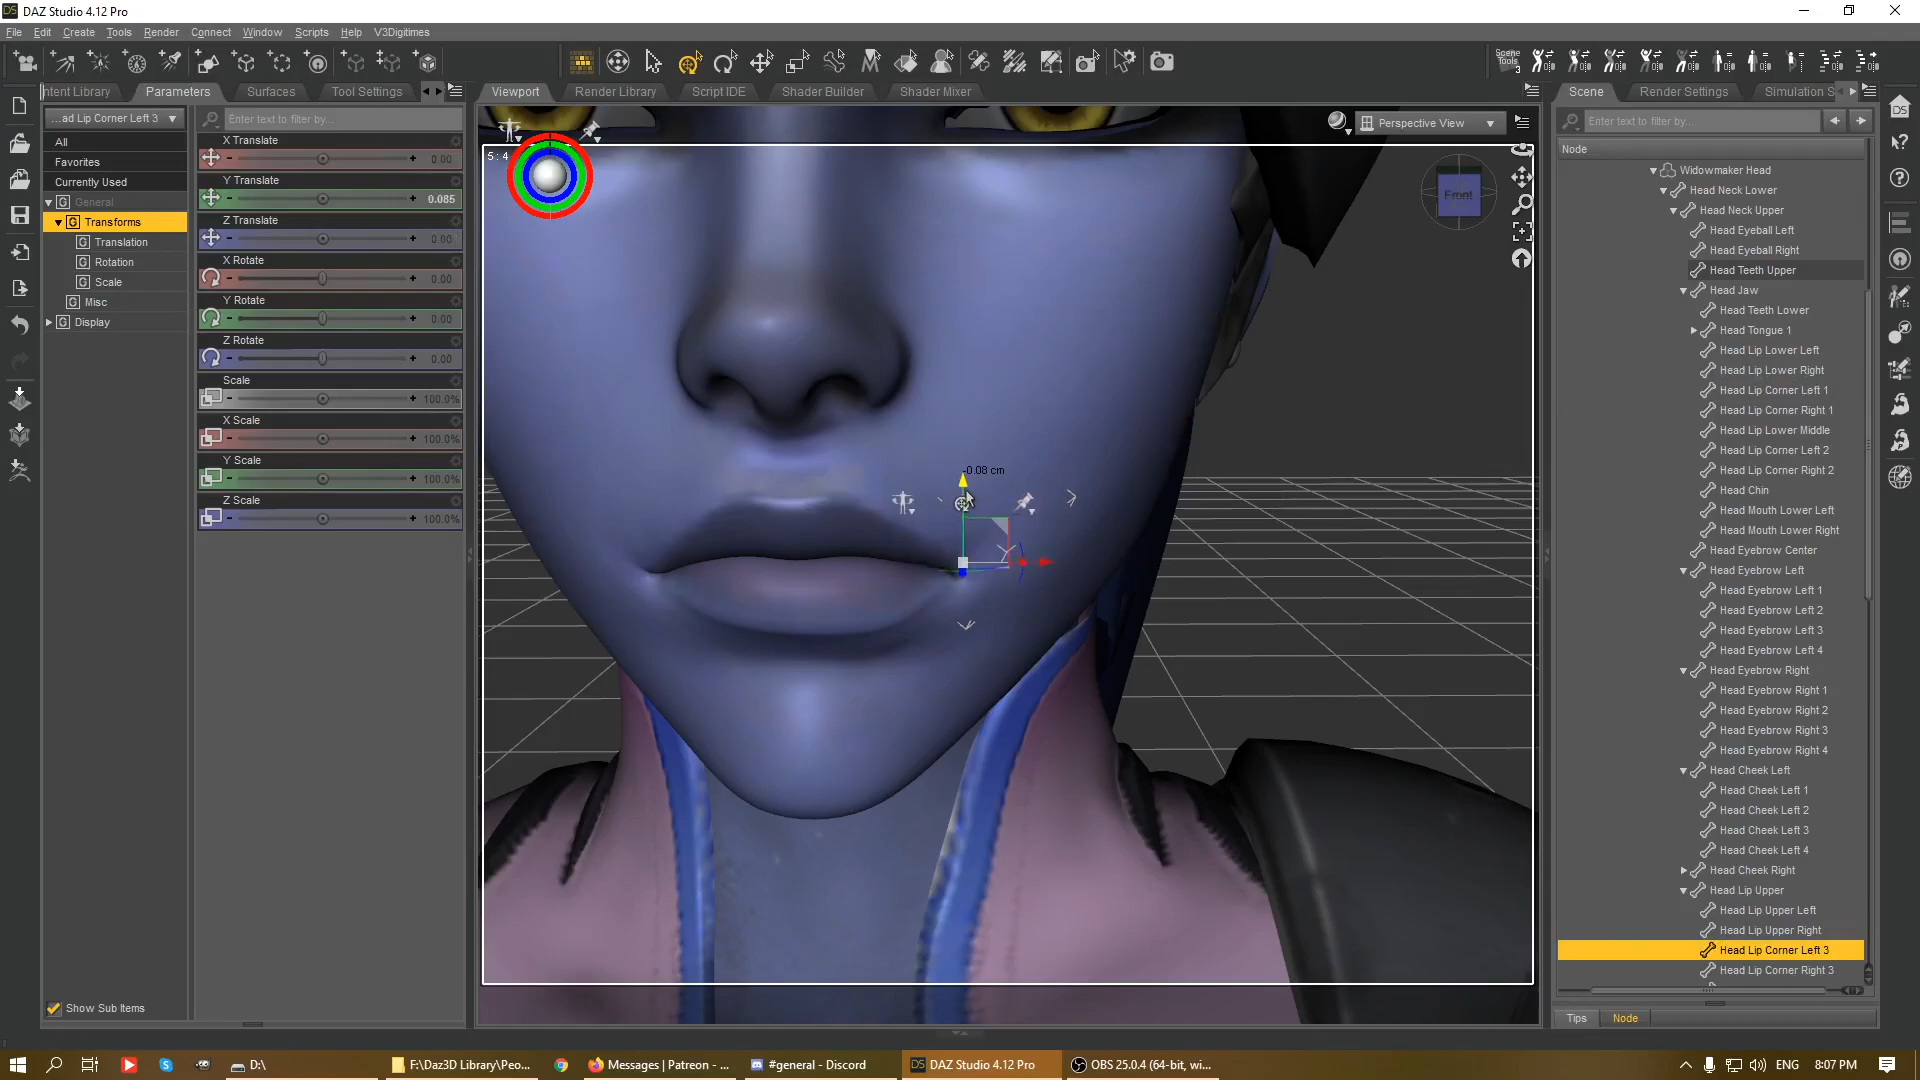 DAZ Studio 4.12 Pro
File Edit Create Tools Render Connect Window Scripts Help V3Digitimes
Scene
Tools
3
ntent Library Parameters Surfaces Tool Settings
Viewport Render Library Script IDE Shader Builder Shader Mixer
Scene Render Settings Simulation S
...ad Lip Corner Left 3
Enter text to filter by...
All
Favorites
Currently Used
General
Transforms
Translation
Rotation
Scale
Misc
Display
X Translate
0.00
Y Translate
0.085
Z Translate
0.00
X Rotate
0.00
Y Rotate
0.00
Z Rotate
0.00
Scale
100.0%
X Scale
100.0%
Y Scale
100.0%
Z Scale
100.0%
Show Sub Items
5 : 4
Perspective View
Front
-0.08 cm
Enter text to filter by...
Node
Widowmaker Head
Head Neck Lower
Head Neck Upper
Head Eyeball Left
Head Eyeball Right
Head Teeth Upper
Head Jaw
Head Teeth Lower
Head Tongue 1
Head Lip Lower Left
Head Lip Lower Right
Head Lip Corner Left 1
Head Lip Corner Right 1
Head Lip Lower Middle
Head Lip Corner Left 2
Head Lip Corner Right 2
Head Chin
Head Mouth Lower Left
Head Mouth Lower Right
Head Eyebrow Center
Head Eyebrow Left
Head Eyebrow Left 1
Head Eyebrow Left 2
Head Eyebrow Left 3
Head Eyebrow Left 4
Head Eyebrow Right
Head Eyebrow Right 1
Head Eyebrow Right 2
Head Eyebrow Right 3
Head Eyebrow Right 4
Head Cheek Left
Head Cheek Left 1
Head Cheek Left 2
Head Cheek Left 3
Head Cheek Left 4
Head Cheek Right
Head Lip Upper
Head Lip Upper Left
Head Lip Upper Right
Head Lip Corner Left 3
Head Lip Corner Right 3
Tips Node
D:\ F:\Daz3D Library\Peo... Messages | Patreon - ... #general - Discord DAZ Studio 4.12 Pro OBS 25.0.4 (64-bit, wi... ENG 8:07 PM